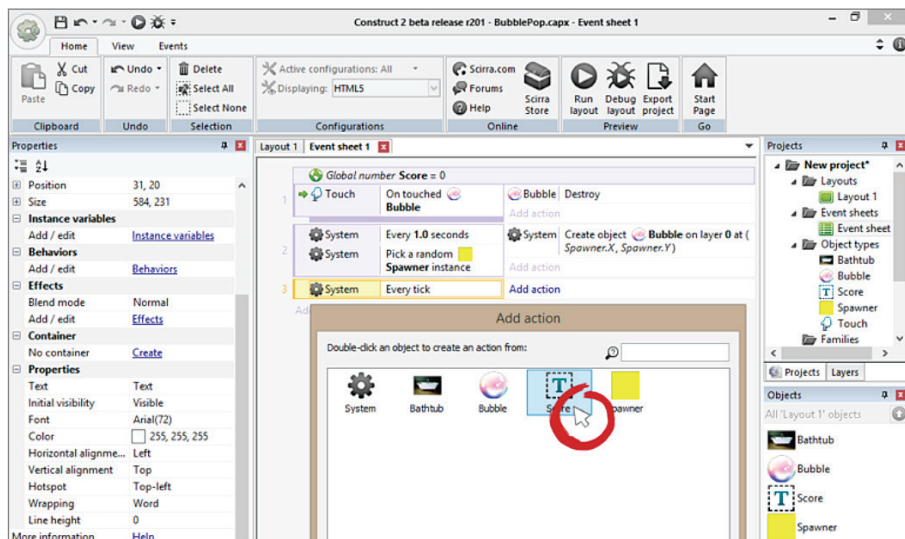 Construct 2 beta release r201 - BubblePop.capx - Event sheet 1
Home View Events
Paste
Cut
Copy
Clipboard
Undo
Redo
Undo
Delete
Select All
Select None
Selection
Active configurations: All
Displaying: HTML5
Configurations
Scirra.com
Forums
Help
Scirra Store
Online
Run layout
Debug layout
Export project
Preview
Start Page
Go
Properties
Position 31, 20
Size 584, 231
Instance variables
Add / edit Instance variables
Behaviors
Add / edit Behaviors
Effects
Blend mode Normal
Add / edit Effects
Container
No container Create
Properties
Text Text
Initial visibility Visible
Font Arial(72)
Color 255, 255, 255
Horizontal alignme... Left
Vertical alignment Top
Hotspot Top-left
Wrapping Word
Line height 0
More information Help
Layout 1 Event sheet 1
Global number Score = 0
1 Touch On touched Bubble Bubble Destroy
Add action
2 System Every 1.0 seconds System Create object Bubble on layer 0 at (
Spawner.X, Spawner.Y)
System Pick a random Spawner instance
Add action
3 System Every tick Add action
Add
Add action
Double-click an object to create an action from:
System Bathtub Bubble Score Spawner
Projects
New project*
Layouts
Layout 1
Event sheets
Event sheet
Object types
Bathtub
Bubble
T Score
Spawner
Touch
Families
Projects Layers
Objects
All 'Layout 1' objects
Bathtub
Bubble
T Score
Spawner